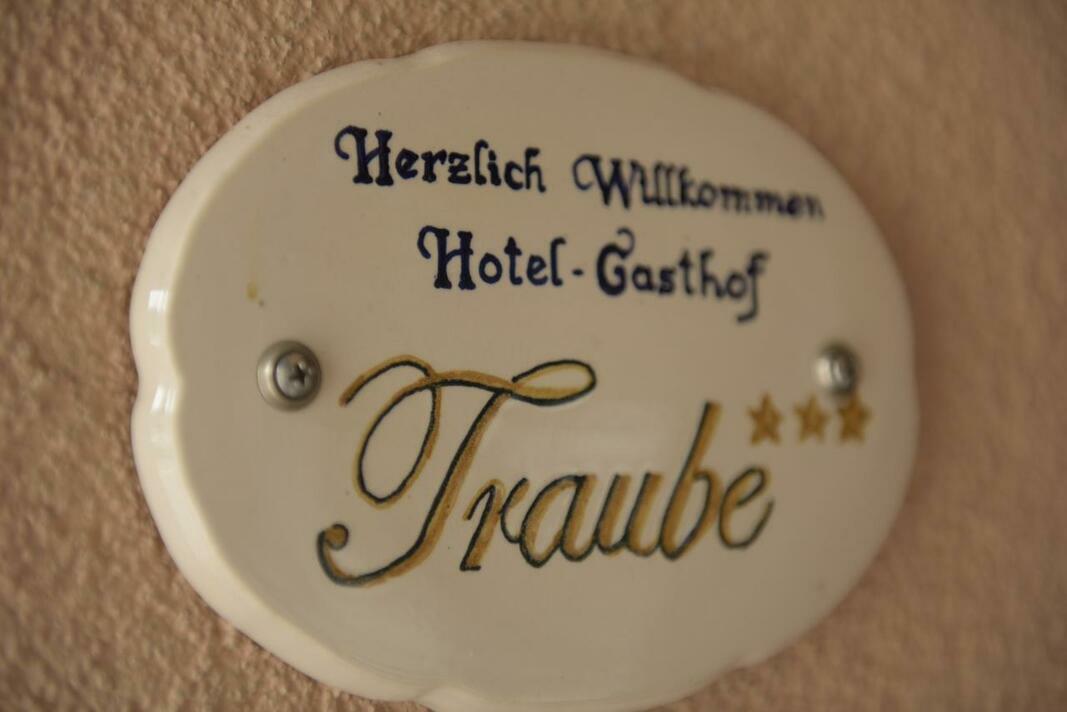 Herzlich Willkommen
Hotel-Gasthof
Traube ★★★